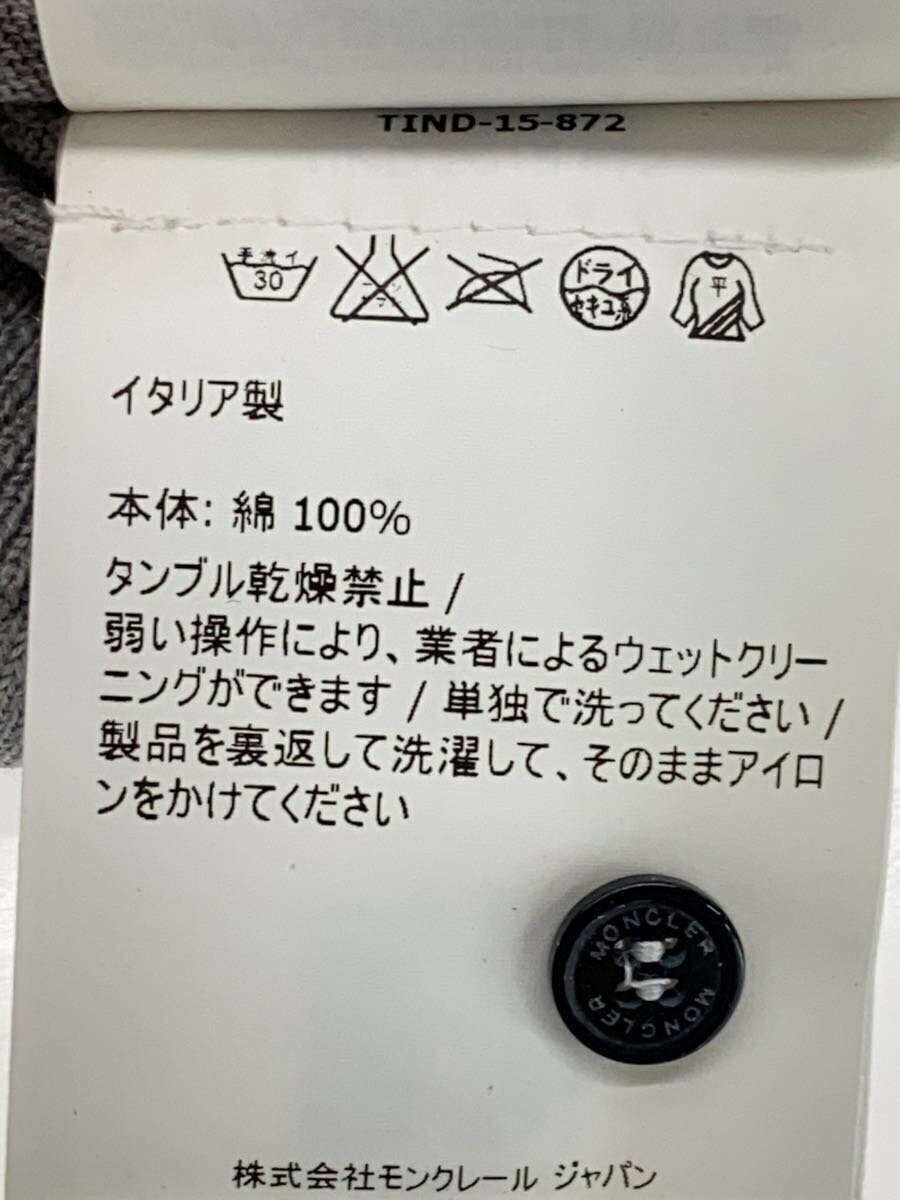 TIND-15-872
手洗イ
30
ドライ
セキユ系
平
イタリア製
本体: 綿 100%
タンブル乾燥禁止 /
弱い操作により、業者によるウェットクリー
ニングができます / 単独で洗ってください /
製品を裏返して洗濯して、そのままアイロ
ンをかけてください
MONCLER
MONCLER
株式会社モンクレール ジャパン